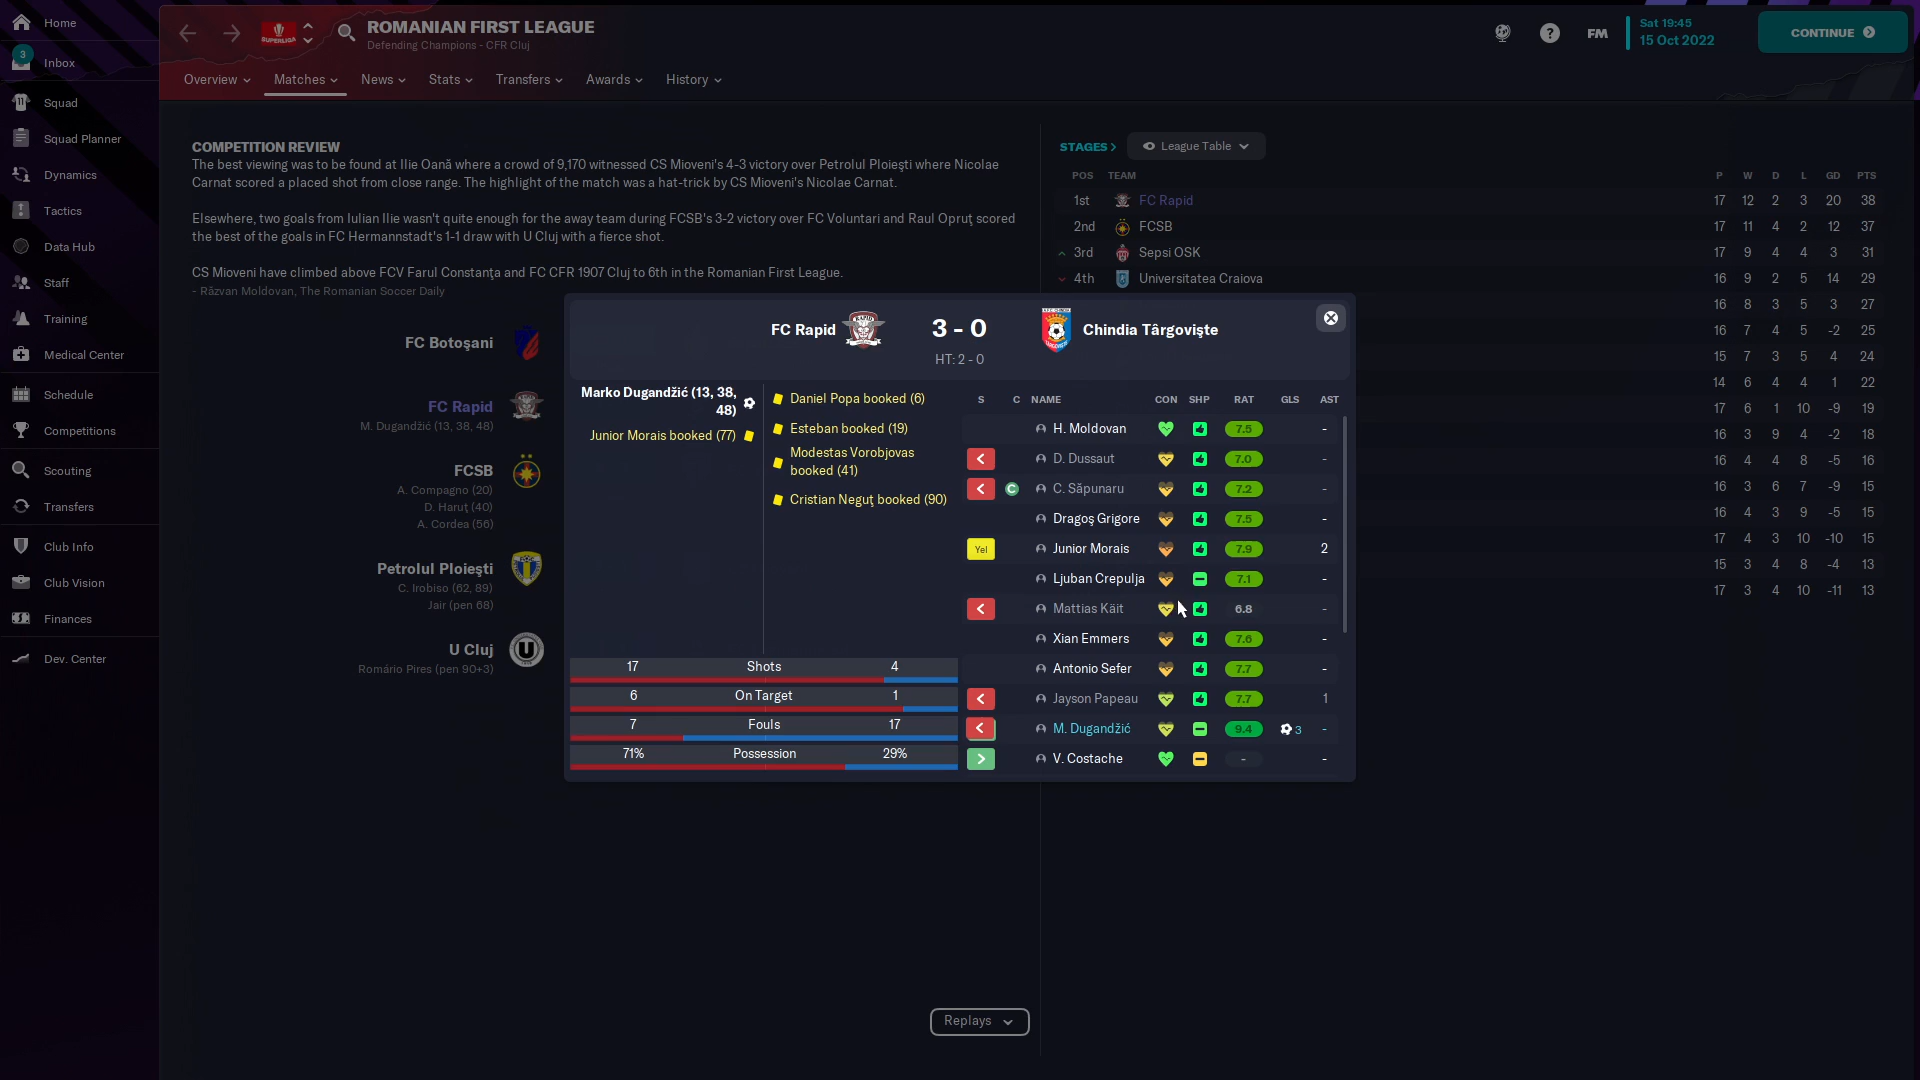 Home
3
Inbox
Squad
Squad Planner
Dynamics
Tactics
Data Hub
Staff
Training
Medical Center
Schedule
Competitions
Scouting
Transfers
Club Info
Club Vision
Finances
Dev. Center
SUPERLIGA
ROMANIAN FIRST LEAGUE
Defending Champions - CFR Cluj
?
FM
Sat 19:45
15 Oct 2022
CONTINUE
Overview
Matches
News
Stats
Transfers
Awards
History
COMPETITION REVIEW
The best viewing was to be found at Ilie Oană where a crowd of 9,170 witnessed CS Mioveni's 4-3 victory over Petrolul Ploieşti where Nicolae
Carnat scored a placed shot from close range. The highlight of the match was a hat-trick by CS Mioveni's Nicolae Carnat.
Elsewhere, two goals from Iulian Ilie wasn't quite enough for the away team during FCSB's 3-2 victory over FC Voluntari and Raul Opruţ scored
the best of the goals in FC Hermannstadt's 1-1 draw with U Cluj with a fierce shot.
CS Mioveni have climbed above FCV Farul Constanţa and FC CFR 1907 Cluj to 6th in the Romanian First League.
- Răzvan Moldovan, The Romanian Soccer Daily
FC Botoşani
FC Rapid
M. Dugandžić (13, 38, 48)
FCSB
A. Compagno (20)
D. Haruţ (40)
A. Cordea (56)
Petrolul Ploieşti
C. Irobiso (62, 89)
Jair (pen 68)
U Cluj
Romário Pires (pen 90+3)
STAGES >
League Table
POS TEAM P W D L GD PTS
1st FC Rapid 17 12 2 3 20 38
2nd FCSB 17 11 4 2 12 37
3rd Sepsi OSK 17 9 4 4 3 31
4th Universitatea Craiova 16 9 2 5 14 29
16 8 3 5 3 27
16 7 4 5 -2 25
15 7 3 5 4 24
14 6 4 4 1 22
17 6 1 10 -9 19
16 3 9 4 -2 18
16 4 4 8 -5 16
16 3 6 7 -9 15
16 4 3 9 -5 15
17 4 3 10 -10 15
15 3 4 8 -4 13
17 3 4 10 -11 13
FC Rapid 3 - 0 Chindia Târgovişte
HT: 2 - 0
Marko Dugandžić (13, 38,
48)
Junior Morais booked (77)
Daniel Popa booked (6)
Esteban booked (19)
Modestas Vorobjovas
booked (41)
Cristian Neguţ booked (90)
17 Shots 4
6 On Target 1
7 Fouls 17
71% Possession 29%
S C NAME CON SHP RAT GLS AST
H. Moldovan 7.5 -
D. Dussaut 7.0 -
C C. Săpunaru 7.2 -
Dragoş Grigore 7.5 -
Yel Junior Morais 7.9 2
Ljuban Crepulja 7.1 -
Mattias Käit 6.8 -
Xian Emmers 7.6 -
Antonio Sefer 7.7 -
Jayson Papeau 7.7 1
M. Dugandžić 9.4 3 -
V. Costache - -
Replays